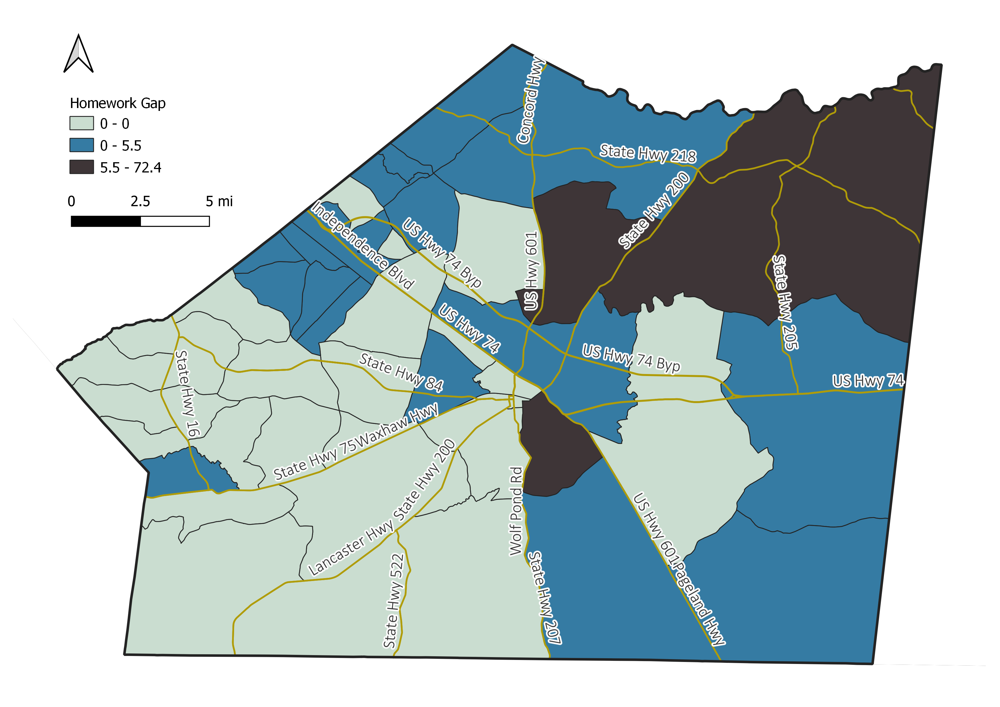 Homework Gap
0 - 0
0 - 5.5
5.5 - 72.4
0 2.5 5 mi
Concord Hwy
State Hwy 218
State Hwy 200
Independence Blvd
US Hwy 74 Byp
US Hwy 601
State Hwy 205
US Hwy 74
US Hwy 74 Byp
US Hwy 74
State Hwy 84
State Hwy 16
State Hwy 75Waxhaw Hwy
State Hwy 200
Lancaster Hwy
Wolf Pond Rd
US Hwy 601Pageland Hwy
State Hwy 522
State Hwy 207